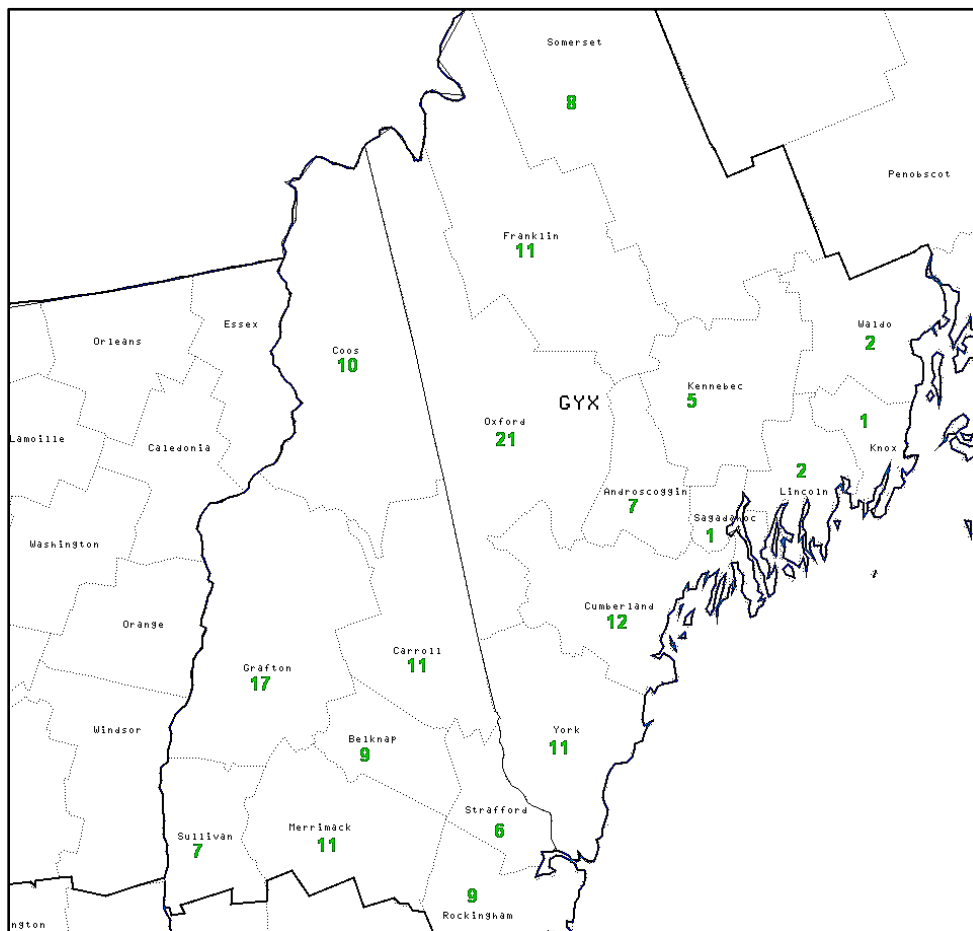 Somerset
8
Penobscot
Franklin
11
Essex
Orleans
Waldo
2
Coos
10
Kennebec
5
GYX
Oxford
21
1
Knox
Lamoille
Caledonia
2
Lincoln
Androscoggin
7
Sagadahoc
1
Washington
Cumberland
12
Orange
Carroll
11
Grafton
17
Windsor
Belknap
9
York
11
Strafford
6
Merrimack
11
Sullivan
7
9
Rockingham
ngton